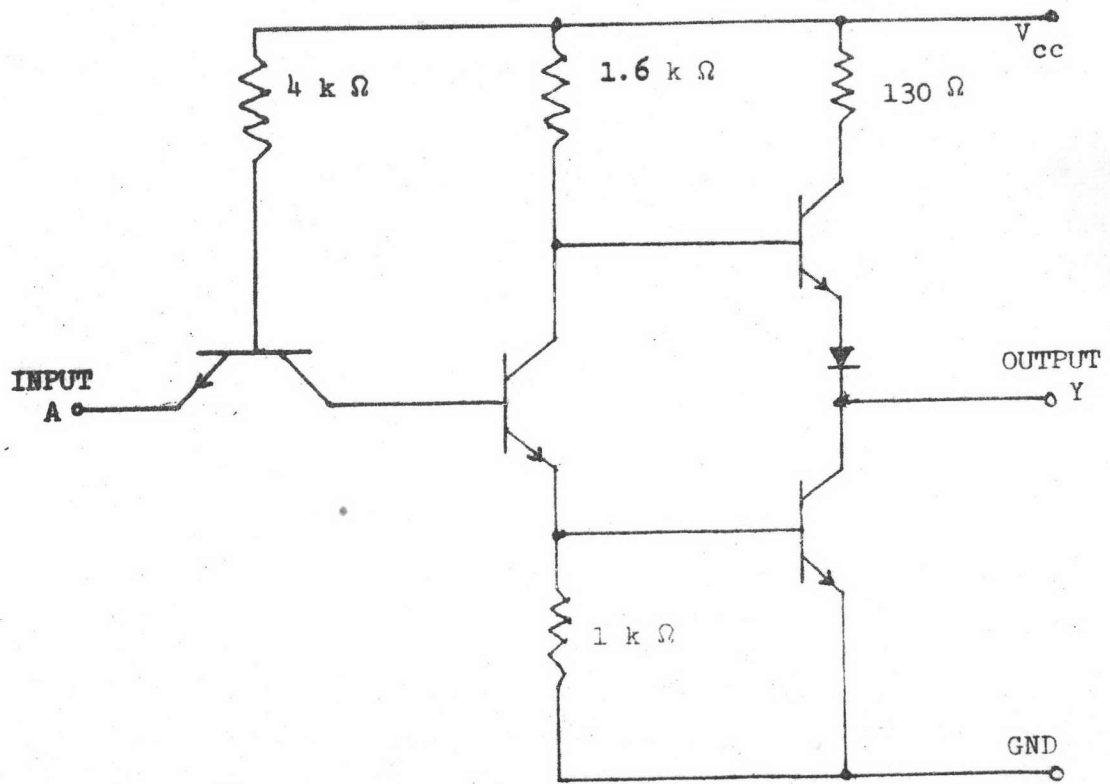 V
cc
4 k Ω
1.6 k Ω
130 Ω
INPUT
A
OUTPUT
Y
1 k Ω
GND